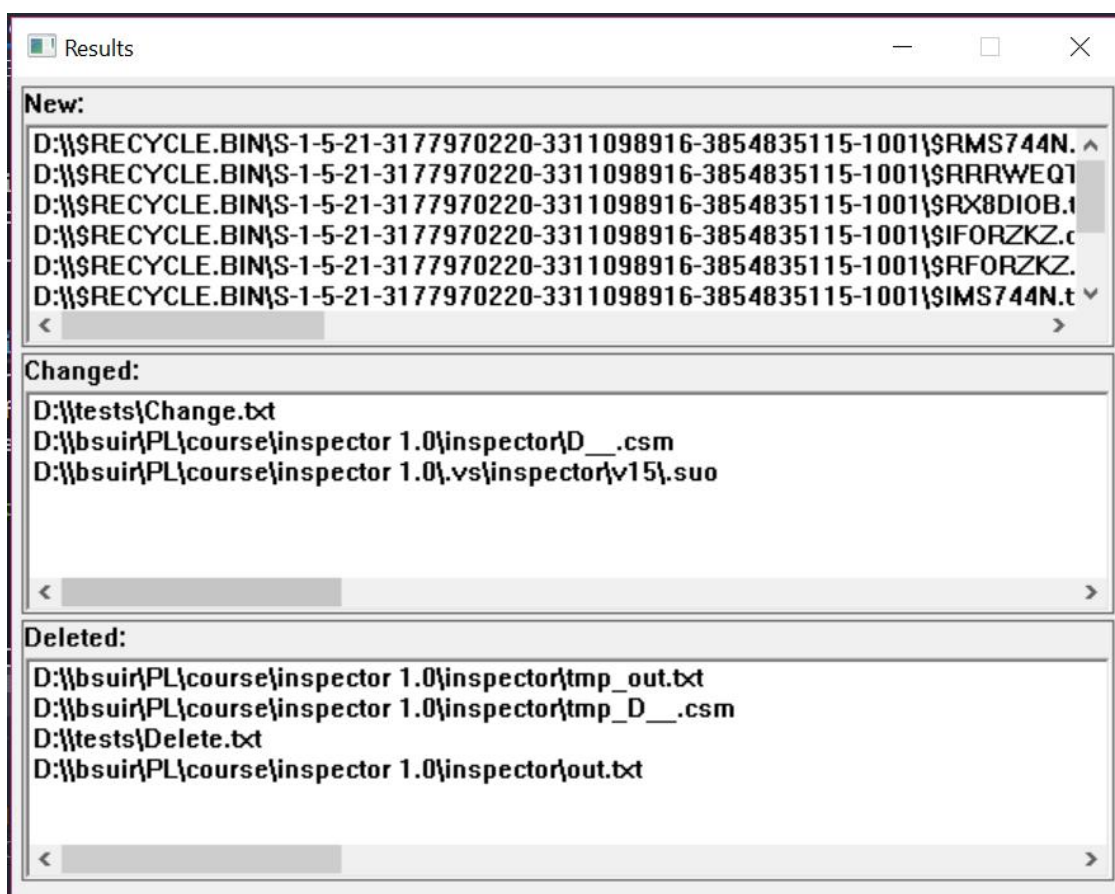 Results
New:
D:\\$RECYCLE.BIN\S-1-5-21-3177970220-3311098916-3854835115-1001\$RMS744N.
D:\\$RECYCLE.BIN\S-1-5-21-3177970220-3311098916-3854835115-1001\$RRRWEQT
D:\\$RECYCLE.BIN\S-1-5-21-3177970220-3311098916-3854835115-1001\$RX8DIOB.t
D:\\$RECYCLE.BIN\S-1-5-21-3177970220-3311098916-3854835115-1001\$IFORZKZ.c
D:\\$RECYCLE.BIN\S-1-5-21-3177970220-3311098916-3854835115-1001\$RFORZKZ.
D:\\$RECYCLE.BIN\S-1-5-21-3177970220-3311098916-3854835115-1001\$IMS744N.t
Changed:
D:\\tests\Change.txt
D:\\bsuir\PL\course\inspector 1.0\inspector\D__.csm
D:\\bsuir\PL\course\inspector 1.0\.vs\inspector\v15\.suo
Deleted:
D:\\bsuir\PL\course\inspector 1.0\inspector\tmp_out.txt
D:\\bsuir\PL\course\inspector 1.0\inspector\tmp_D__.csm
D:\\tests\Delete.txt
D:\\bsuir\PL\course\inspector 1.0\inspector\out.txt